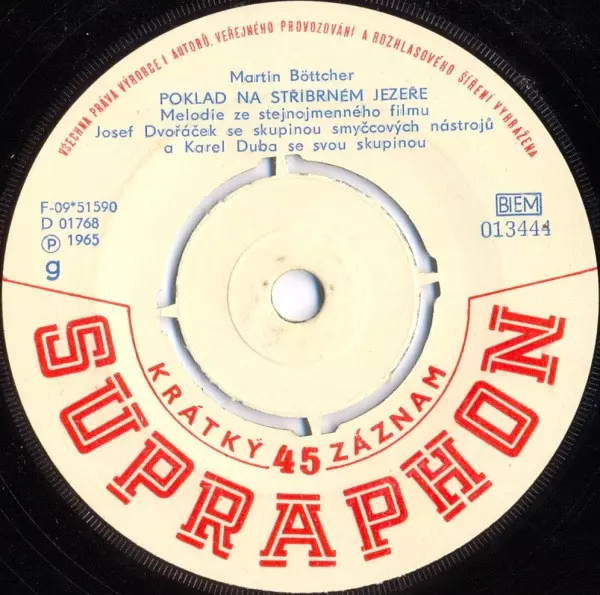 VŠECHNA PRÁVA VÝROBCE I AUTORŮ, VEŘEJNÉHO PROVOZOVÁNÍ A ROZHLASOVÉHO ŠÍŘENÍ VYHRAŽENA
Martin Böttcher
POKLAD NA STŘÍBRNÉM JEZEŘE
Melodie ze stejnojmenného filmu
Josef Dvořáček se skupinou smyčcových nástrojů
a Karel Duba se svou skupinou
F-09*51590
D 01768
Ⓟ 1965
g
BIEM
013444
KRÁTKÝ 45 ZÁZNAM
SUPRAPHON